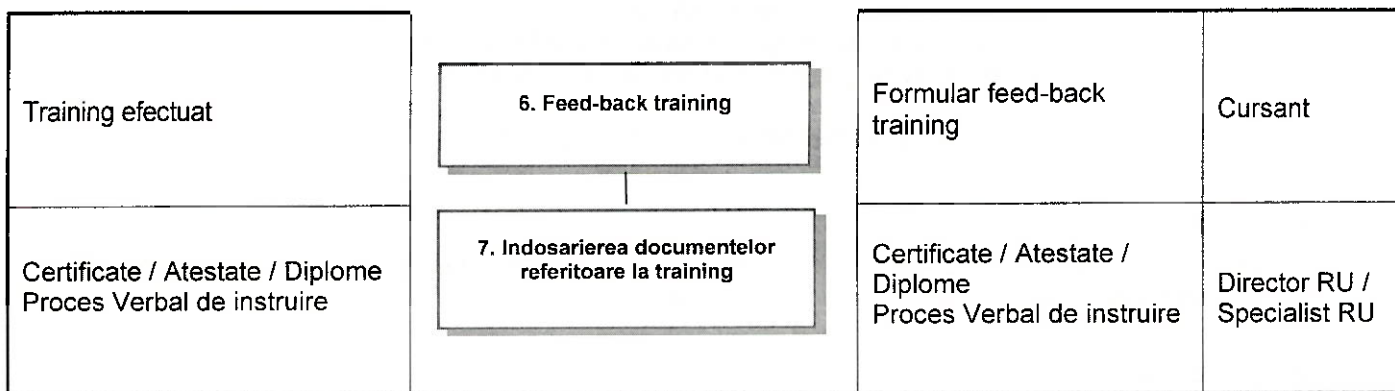 Training efectuat
6. Feed-back training
Formular feed-back
training
Cursant
Certificate / Atestate / Diplome
Proces Verbal de instruire
7. Indosarierea documentelor
referitoare la training
Certificate / Atestate /
Diplome
Proces Verbal de instruire
Director RU /
Specialist RU